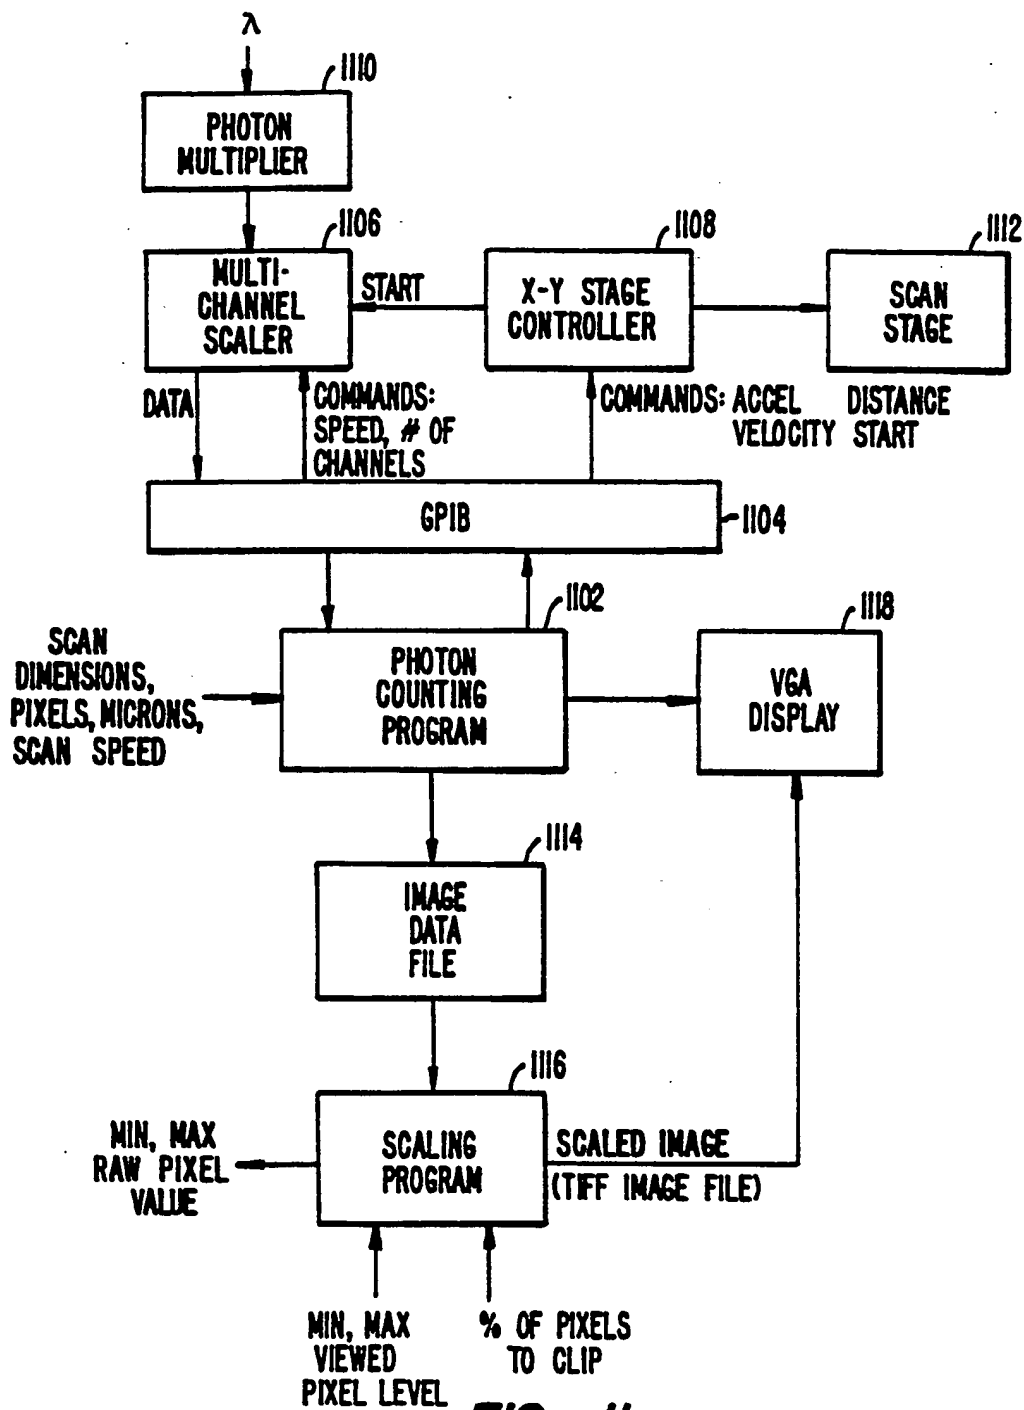 λ
1110
PHOTON
MULTIPLIER
1106
MULTI-
CHANNEL
SCALER
START
1108
X-Y STAGE
CONTROLLER
1112
SCAN
STAGE
DATA
COMMANDS:
SPEED, # OF
CHANNELS
COMMANDS: ACCEL DISTANCE
VELOCITY START
GPIB
1104
1102
SCAN
DIMENSIONS,
PIXELS, MICRONS,
SCAN SPEED
PHOTON
COUNTING
PROGRAM
1118
VGA
DISPLAY
1114
IMAGE
DATA
FILE
1116
MIN, MAX
RAW PIXEL
VALUE
SCALING
PROGRAM
SCALED IMAGE
(TIFF IMAGE FILE)
MIN, MAX
VIEWED
PIXEL LEVEL
% OF PIXELS
TO CLIP